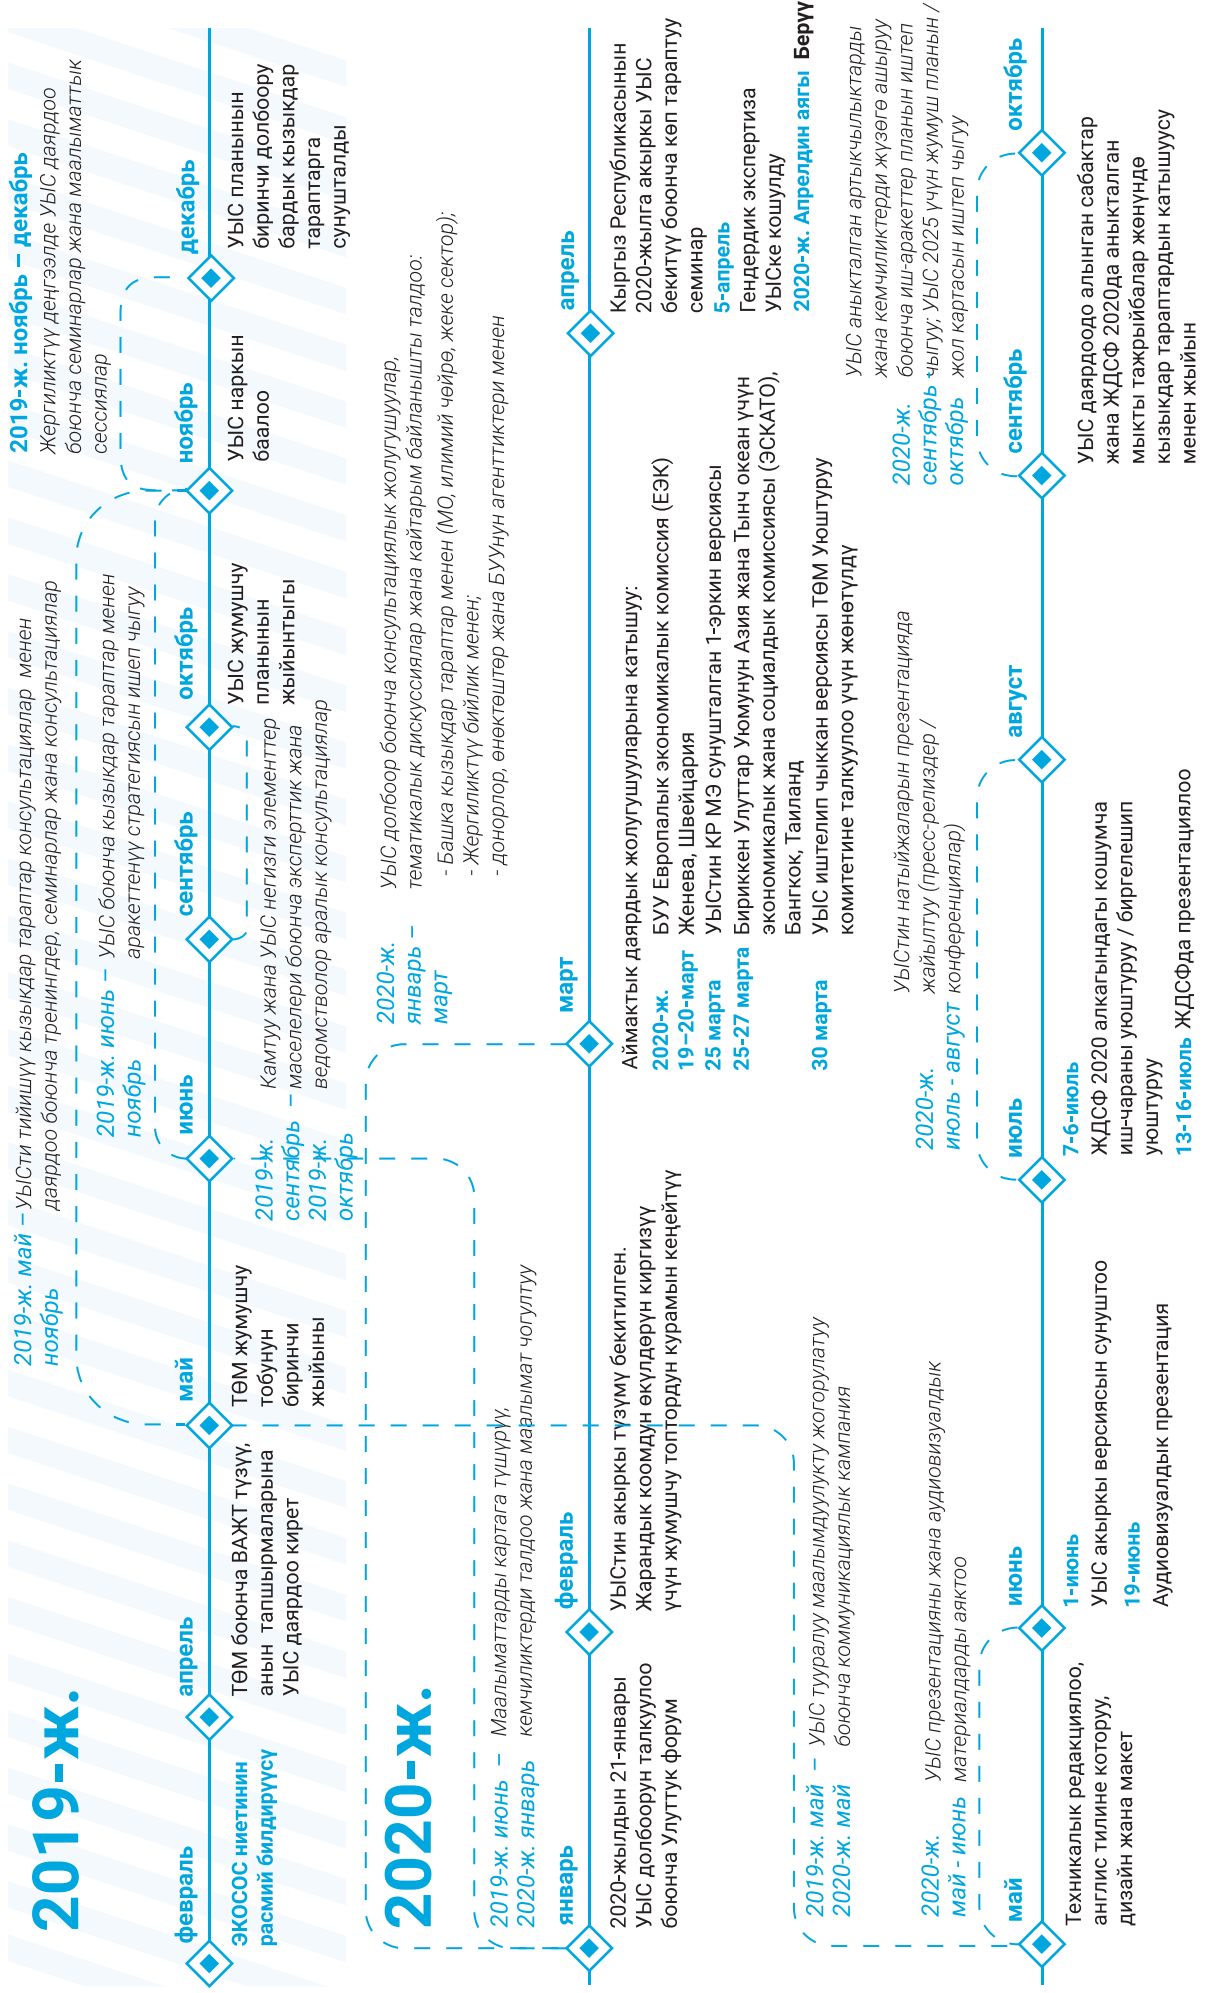 2019-ж.
2019-ж. май –
ноябрь
УЫСти тийишүү кызыкдар тараптар консультациялар менен
даярдоо боюнча тренингдер, семинарлар жана консультациялар
2019-ж. июнь –
ноябрь
УЫС боюнча кызыкдар тараптар менен
аракеттенүү стратегиясын ишеп чыгуу
2019-ж. ноябрь – декабрь
Жергиликтүү деңгээлде УЫС даярдоо
боюнча семинарлар жана маалыматтык
сессиялар
февраль
ЭКОСОС ниетинин
расмий билдирүүсү
апрель
ТӨМ боюнча ВАЖТ түзүү,
анын тапшырмаларына
УЫС даярдоо кирет
май
ТӨМ жумушчу
тобунун
биринчи
жыйыны
июнь
сентябрь
2019-ж.
сентябрь –
2019-ж.
октябрь
Камтуу жана УЫС негизги элементтер
маселелери боюнча эксперттик жана
ведомстволор аралык консультациялар
октябрь
УЫС жумушчу
планынын
жыйынтыгы
ноябрь
УЫС наркын
баалоо
декабрь
УЫС планынын
биринчи долбоору
бардык кызыкдар
тараптарга
сунушталды
2020-ж.
2019-ж. июнь –
2020-ж. январь
Маалыматтарды картага түшүрүү,
кемчиликтерди талдоо жана маалымат чогултуу
2020-ж.
январь –
март
УЫС долбоор боюнча консультациялык жолугушуулар,
тематикалык дискуссиялар жана кайтарым байланышты талдоо:
- Башка кызыкдар тараптар менен (МО, илимий чөйрө, жеке сектор);
- Жергиликтүү бийлик менен;
- донорлор, өнөктөштөр жана БУУнун агенттиктери менен
январь
2020-жылдын 21-январы
УЫС долбоорун талкуулоо
боюнча Улуттук форум
февраль
УЫСтин акыркы түзүмү бекитилген.
Жарандык коомдун өкүлдөрүн киргизүү
үчүн жумушчу топтордун курамын кеңейтүү
март
Аймактык даярдык жолугушууларына катышуу:
2020-ж.
19–20-март
БУУ Европалык экономикалык комиссия (ЕЭК)
Женева, Швейцария
25 марта
УЫСтин КР МЭ сунушталган 1-эркин версиясы
25-27 марта
Бириккен Улуттар Уюмунун Азия жана Тынч океан үчүн
экономикалык жана социалдык комиссиясы (ЭСКАТО),
Бангкок, Таиланд
30 марта
УЫС иштелип чыккан версиясы ТӨМ Уюштуруу
комитетине талкуулоо үчүн жөнөтүлдү
апрель
Кыргыз Республикасынын
2020-жылга акыркы УЫС
бекитүү боюнча көп тараптуу
семинар
5-апрель
Гендердик экспертиза
УЫСке кошулду
2020-ж. Апрелдин аягы Берүү
2019-ж. май –
2020-ж. май
УЫС тууралуу маалымдуулукту жогорулатуу
боюнча коммуникациялык кампания
2020-ж.
май - июнь
УЫС презентацияны жана аудиовизуалдык
материалдарды аяктоо
2020-ж.
июль - август
УЫСтин натыйжаларын презентацияда
жайылтуу (пресс-релиздер /
конференциялар)
2020-ж.
сентябрь -
октябрь
УЫС аныкталган артыкчылыктарды
жана кемчиликтерди жүзөгө ашыруу
боюнча иш-аракеттер планын иштеп
чыгуу; УЫС 2025 үчүн жумуш планын /
жол картасын иштеп чыгуу
май
Техникалык редакциялоо,
англис тилине которуу,
дизайн жана макет
июнь
1-июнь
УЫС акыркы версиясын сунуштоо
19-июнь
Аудиовизуалдык презентация
июль
7-6-июль
ЖДСФ 2020 алкагындагы кошумча
иш-чараны уюштуруу / биргелешип
уюштуруу
13-16-июль ЖДСФда презентациялоо
август
сентябрь
УЫС даярдоодо алынган сабактар
жана ЖДСФ 2020да аныкталган
мыкты тажрыйбалар жөнүндө
кызыкдар тараптардын катышуусу
менен жыйын
октябрь